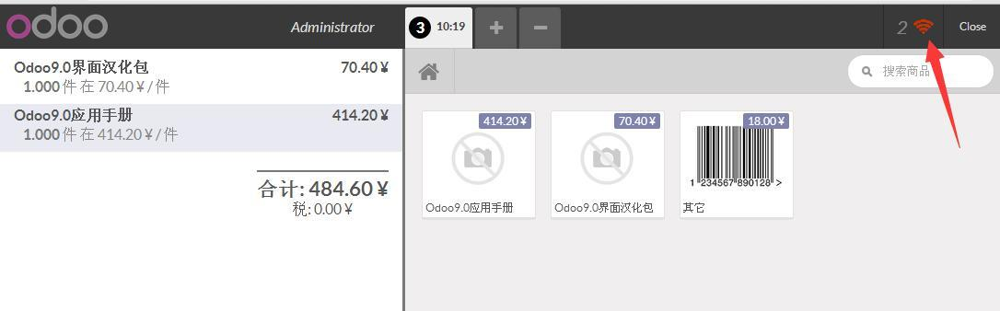 odoo
Administrator
3 10:19
2
Close
Odoo9.0界面汉化包 70.40 ¥
1.000 件 在 70.40 ¥ / 件
Odoo9.0应用手册 414.20 ¥
1.000 件 在 414.20 ¥ / 件
合计: 484.60 ¥
税: 0.00 ¥
搜索商品
414.20 ¥
Odoo9.0应用手册
70.40 ¥
Odoo9.0界面汉化包
18.00 ¥
1 234567 890128 >
其它